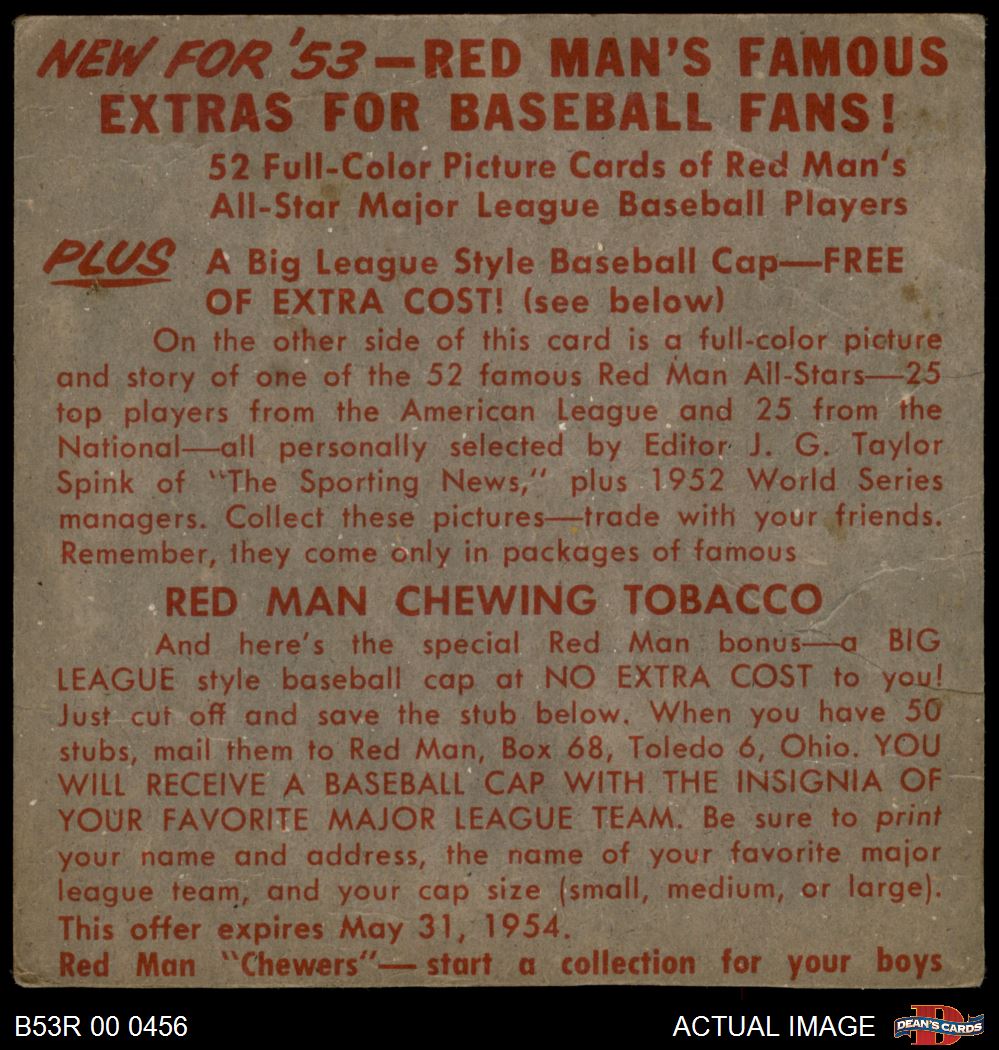 NEW FOR '53—RED MAN'S FAMOUS
EXTRAS FOR BASEBALL FANS!
52 Full-Color Picture Cards of Red Man's
All-Star Major League Baseball Players
PLUS A Big League Style Baseball Cap—FREE
OF EXTRA COST! (see below)
On the other side of this card is a full-color picture
and story of one of the 52 famous Red Man All-Stars—25
top players from the American League and 25 from the
National—all personally selected by Editor J. G. Taylor
Spink of "The Sporting News," plus 1952 World Series
managers. Collect these pictures—trade with your friends.
Remember, they come only in packages of famous
RED MAN CHEWING TOBACCO
And here's the special Red Man bonus—a BIG
LEAGUE style baseball cap at NO EXTRA COST to you!
Just cut off and save the stub below. When you have 50
stubs, mail them to Red Man, Box 68, Toledo 6, Ohio. YOU
WILL RECEIVE A BASEBALL CAP WITH THE INSIGNIA OF
YOUR FAVORITE MAJOR LEAGUE TEAM. Be sure to print
your name and address, the name of your favorite major
league team, and your cap size (small, medium, or large).
This offer expires May 31, 1954.
Red Man "Chewers"—start a collection for your boys
B53R 00 0456
ACTUAL IMAGE
D
DEAN'S CARDS